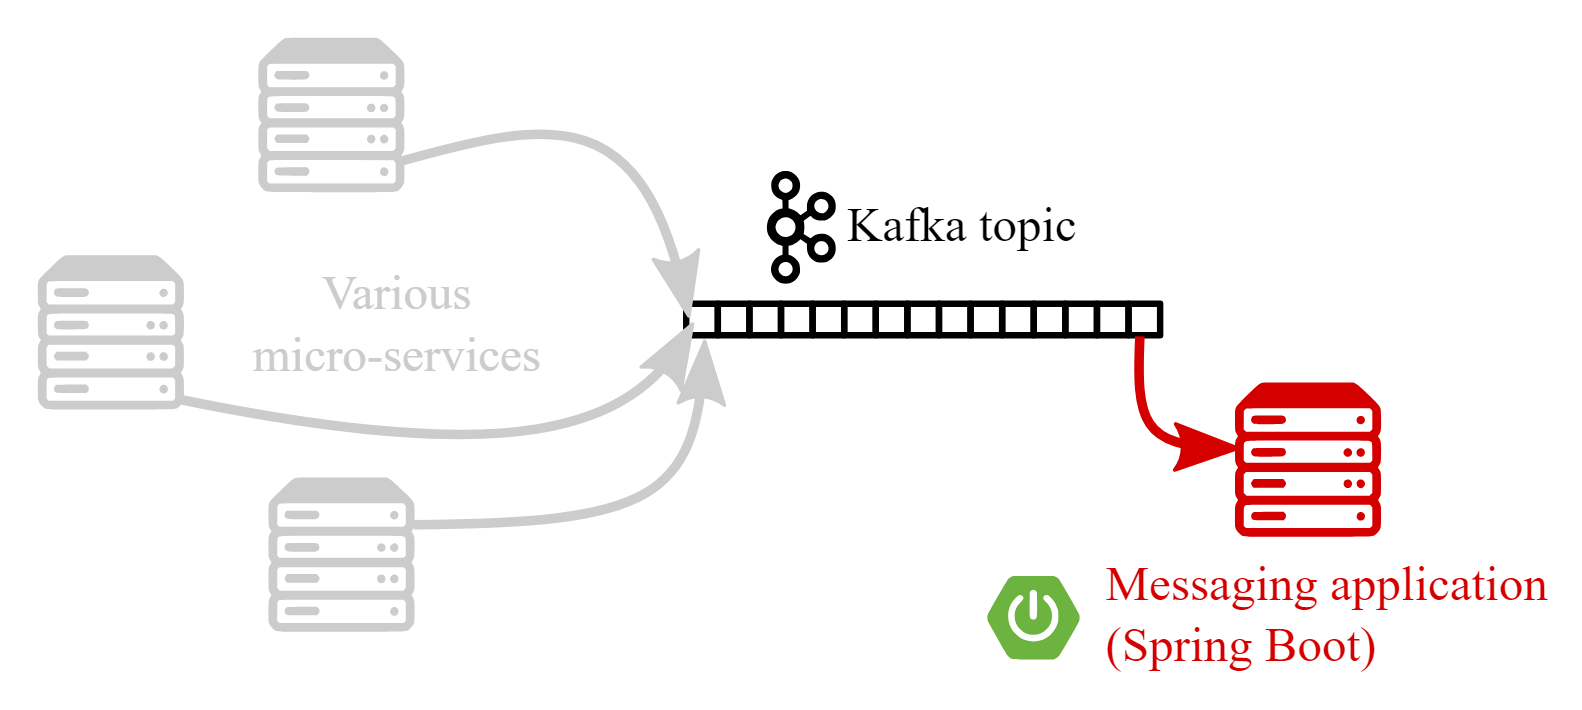 Kafka topic
Various
micro-services
Messaging application
(Spring Boot)